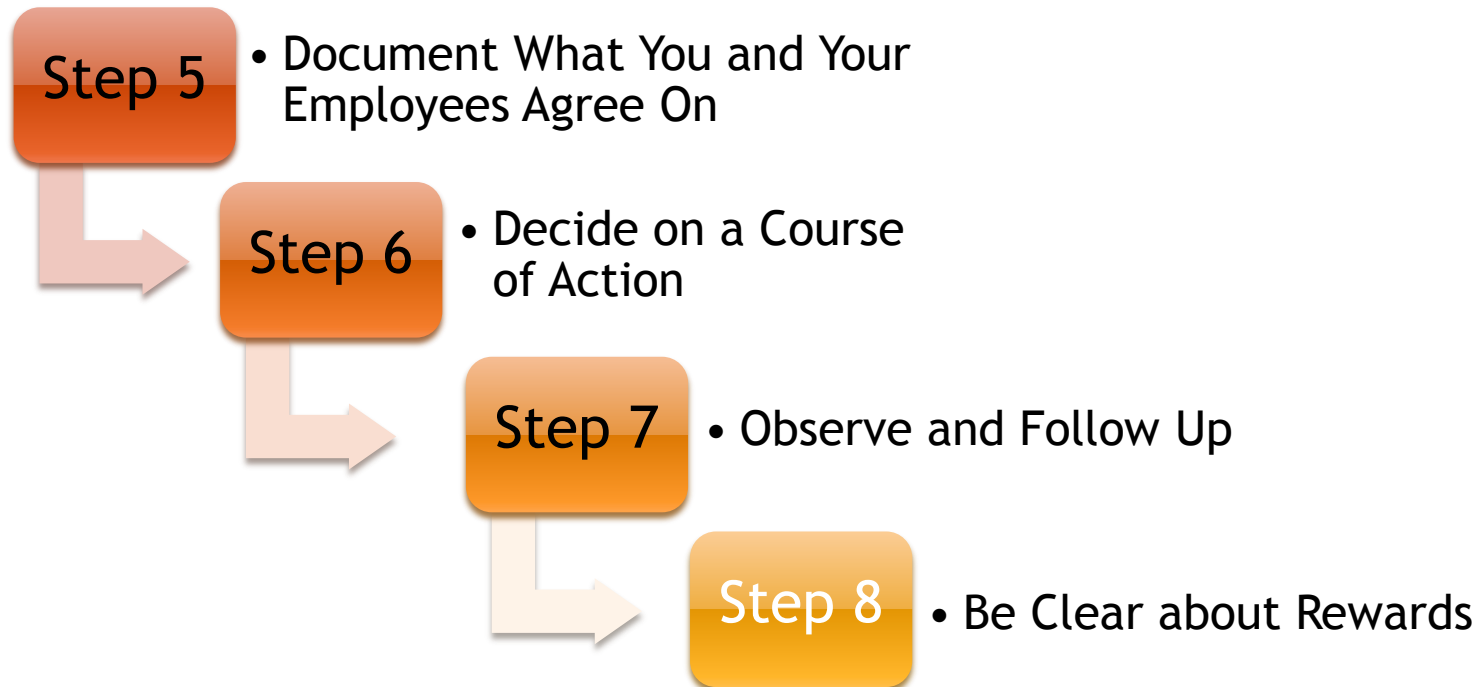 Step 5
• Document What You and Your
Employees Agree On
Step 6
• Decide on a Course
of Action
Step 7
• Observe and Follow Up
Step 8
• Be Clear about Rewards